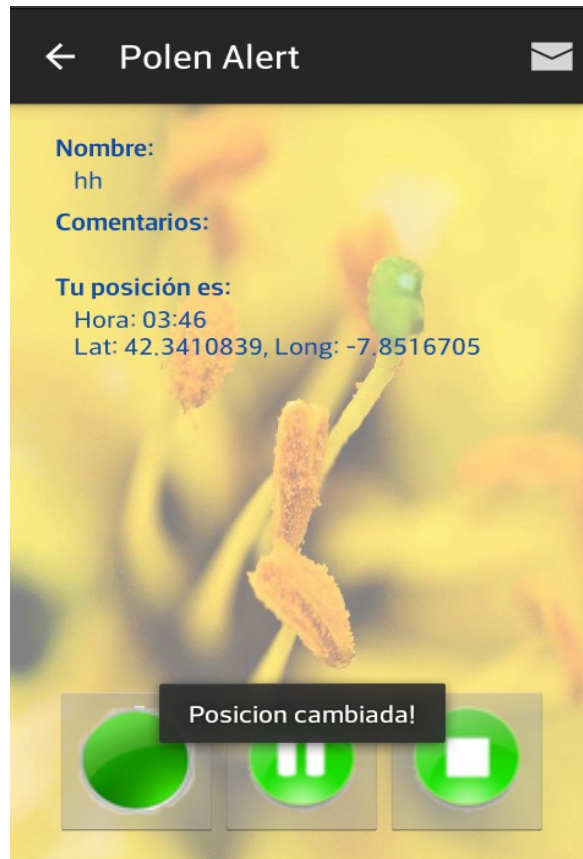 Polen Alert
Nombre:
hh
Comentarios:
Tu posición es:
Hora: 03:46
Lat: 42.3410839, Long: -7.8516705
Posicion cambiada!